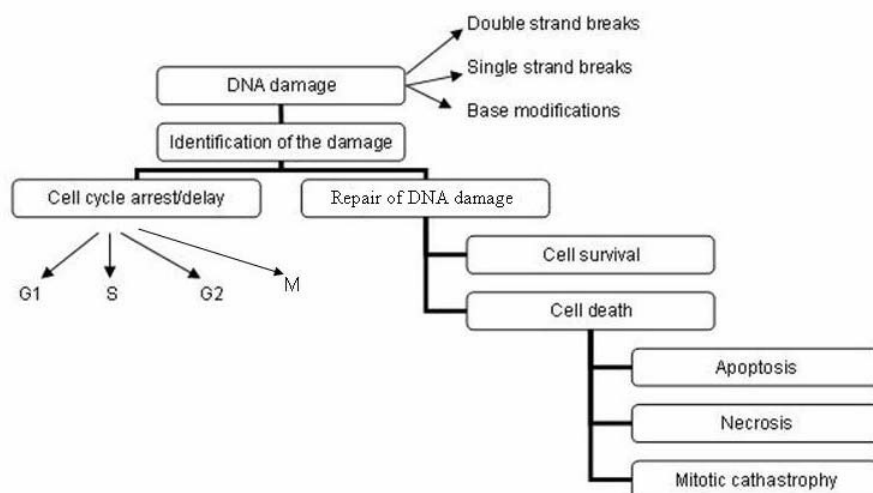 Double strand breaks
Single strand breaks
DNA damage
Base modifications
Identification of the damage
Cell cycle arrest/delay
Repair of DNA damage
Cell survival
G1
S
G2
M
Cell death
Apoptosis
Necrosis
Mitotic cathastrophy